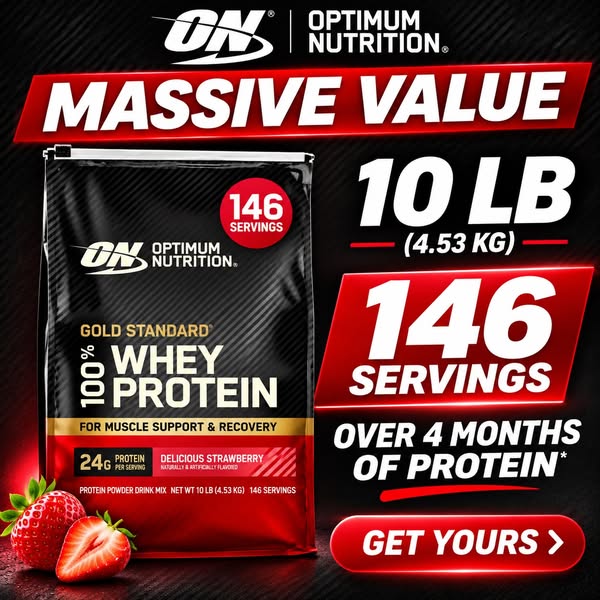 ON® OPTIMUM
NUTRITION®
MASSIVE VALUE
146
SERVINGS
ON OPTIMUM
NUTRITION®
GOLD STANDARD®
100% WHEY
PROTEIN
FOR MUSCLE SUPPORT & RECOVERY
24G PROTEIN
PER SERVING
DELICIOUS STRAWBERRY
NATURALLY & ARTIFICIALLY FLAVORED
PROTEIN POWDER DRINK MIX NET WT 10 LB (4.53 KG) 146 SERVINGS
10 LB
(4.53 KG)
146
SERVINGS
OVER 4 MONTHS
OF PROTEIN*
GET YOURS >